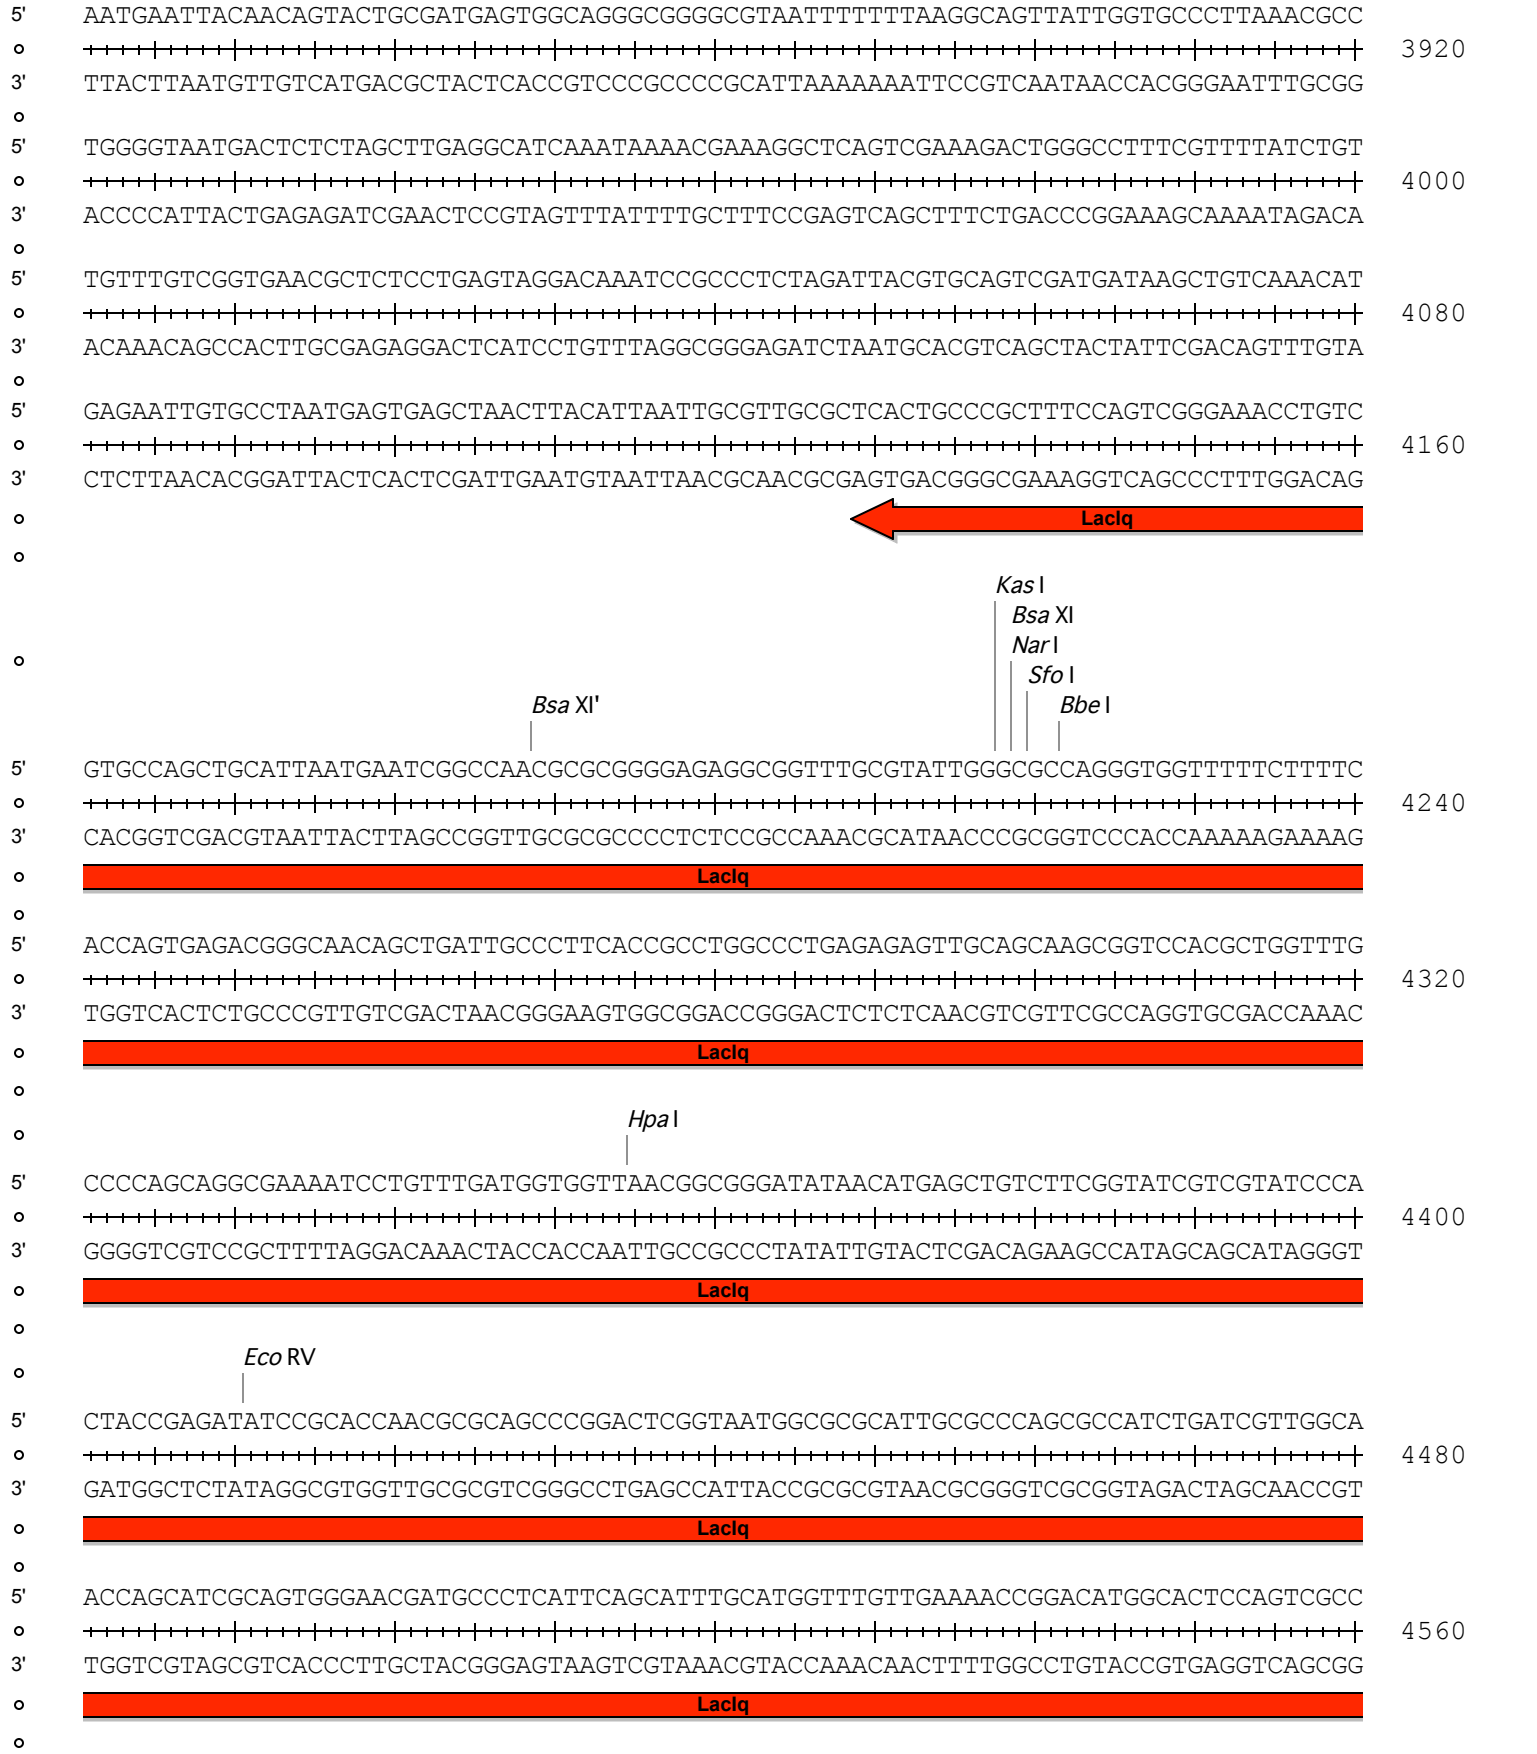 5' AATGAATTACAACAGTACTGCGATGAGTGGCAGGGCGGGGCGTAATTTTTTTAAGGCAGTTATTGGTGCCCTTAAACGCC
3920
3' TTACTTAATGTTGTCATGACGCTACTCACCGTCCCGCCCCGCATTAAAAAAATTCCGTCAATAACCACGGGAATTTGCGG
5' TGGGGTAATGACTCTCTAGCTTGAGGCATCAAATAAAACGAAAGGCTCAGTCGAAAGACTGGGCCTTTCGTTTTATCTGT
4000
3' ACCCCATTACTGAGAGATCGAACTCCGTAGTTTATTTTGCTTTCCGAGTCAGCTTTCTGACCCGGAAAGCAAAATAGACA
5' TGTTTGTCGGTGAACGCTCTCCTGAGTAGGACAAATCCGCCCTCTAGATTACGTGCAGTCGATGATAAGCTGTCAAACAT
4080
3' ACAAACAGCCACTTGCGAGAGGACTCATCCTGTTTAGGCGGGAGATCTAATGCACGTCAGCTACTATTCGACAGTTTGTA
5' GAGAATTGTGCCTAATGAGTGAGCTAACTTACATTAATTGCGTTGCGCTCACTGCCCGCTTTCCAGTCGGGAAACCTGTC
4160
3' CTCTTAACACGGATTACTCACTCGATTGAATGTAATTAACGCAACGCGAGTGACGGGCGAAAGGTCAGCCCTTTGGACAG
LacIq
Kas I
Bsa XI
Nar I
Sfo I
Bsa XI' Bbe I
5' GTGCCAGCTGCATTAATGAATCGGCCAACGCGCGGGGAGAGGCGGTTTGCGTATTGGGCGCCAGGGTGGTTTTTCTTTTC
4240
3' CACGGTCGACGTAATTACTTAGCCGGTTGCGCGCCCCTCTCCGCCAAACGCATAACCCGCGGTCCCACCAAAAAGAAAAG
LacIq
5' ACCAGTGAGACGGGCAACAGCTGATTGCCCTTCACCGCCTGGCCCTGAGAGAGTTGCAGCAAGCGGTCCACGCTGGTTTG
4320
3' TGGTCACTCTGCCCGTTGTCGACTAACGGGAAGTGGCGGACCGGGACTCTCTCAACGTCGTTCGCCAGGTGCGACCAAAC
LacIq
Hpa I
5' CCCCAGCAGGCGAAAATCCTGTTTGATGGTGGTTAACGGCGGGATATAACATGAGCTGTCTTCGGTATCGTCGTATCCCA
4400
3' GGGGTCGTCCGCTTTTAGGACAAACTACCACCAATTGCCGCCCTATATTGTACTCGACAGAAGCCATAGCAGCATAGGGT
LacIq
Eco RV
5' CTACCGAGATATCCGCACCAACGCGCAGCCCGGACTCGGTAATGGCGCGCATTGCGCCCAGCGCCATCTGATCGTTGGCA
4480
3' GATGGCTCTATAGGCGTGGTTGCGCGTCGGGCCTGAGCCATTACCGCGCGTAACGCGGGTCGCGGTAGACTAGCAACCGT
LacIq
5' ACCAGCATCGCAGTGGGAACGATGCCCTCATTCAGCATTTGCATGGTTTGTTGAAAACCGGACATGGCACTCCAGTCGCC
4560
3' TGGTCGTAGCGTCACCCTTGCTACGGGAGTAAGTCGTAAACGTACCAAACAACTTTTGGCCTGTACCGTGAGGTCAGCGG
LacIq